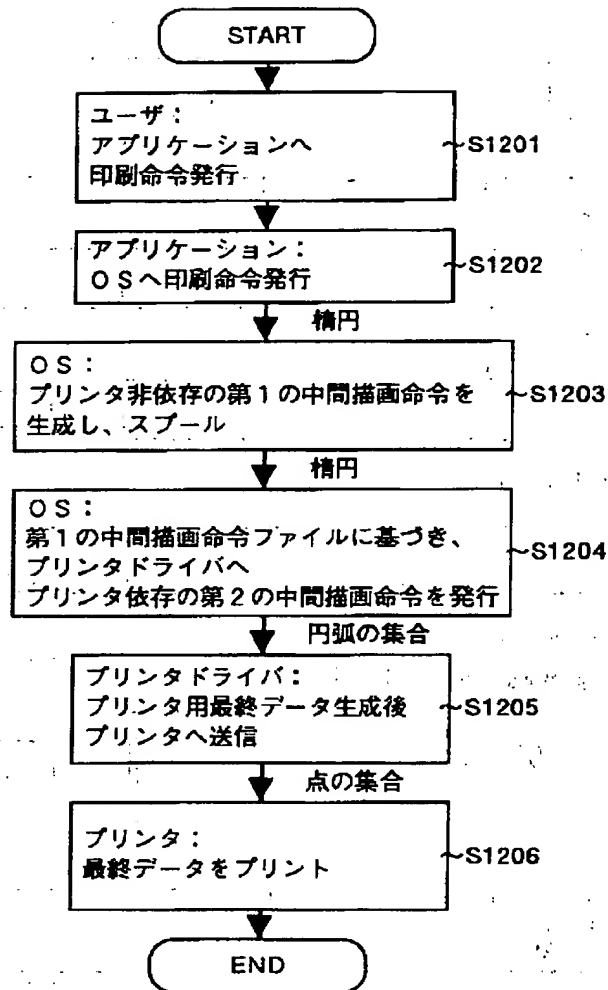 START
ユーザ：
アプリケーションへ
印刷命令発行
~S1201
アプリケーション：
ＯＳへ印刷命令発行
~S1202
楕円
ＯＳ：
プリンタ非依存の第１の中間描画命令を
生成し、スプール
~S1203
楕円
ＯＳ：
第１の中間描画命令ファイルに基づき、
プリンタドライバへ
プリンタ依存の第２の中間描画命令を発行
~S1204
円弧の集合
プリンタドライバ：
プリンタ用最終データ生成後
プリンタへ送信
~S1205
点の集合
プリンタ：
最終データをプリント
~S1206
END